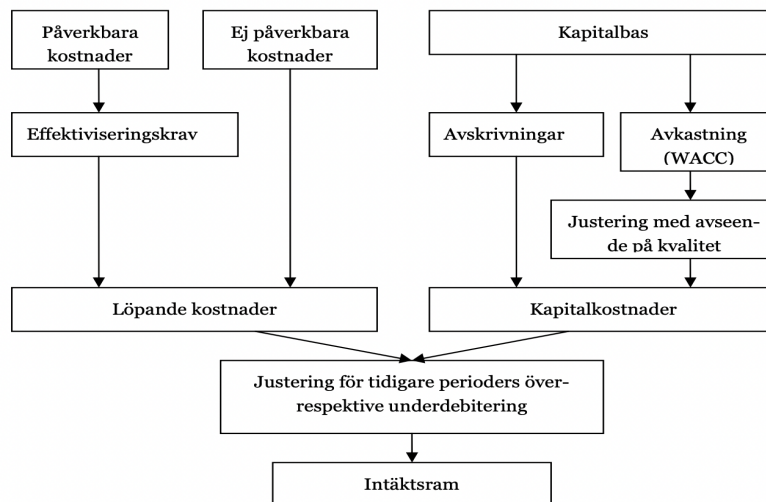 Påverkbara
kostnader
Ej påverkbara
kostnader
Kapitalbas
Effektiviseringskrav
Avskrivningar
Avkastning
(WACC)
Justering med avseen-
de på kvalitet
Löpande kostnader
Kapitalkostnader
Justering för tidigare perioders över-
respektive underdebitering
Intäktsram